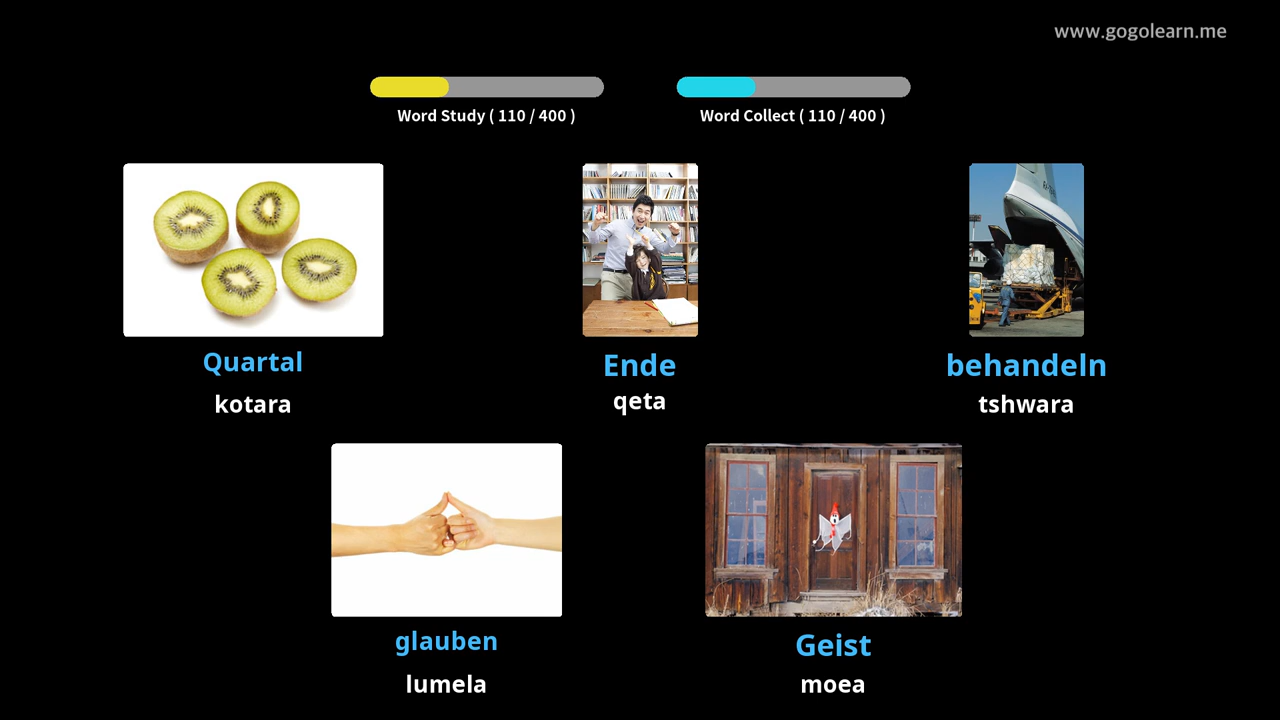 www.gogolearn.me
Word Study ( 110 / 400 )
Word Collect ( 110 / 400 )
Quartal
kotara
Ende
qeta
behandeln
tshwara
glauben
lumela
Geist
moea